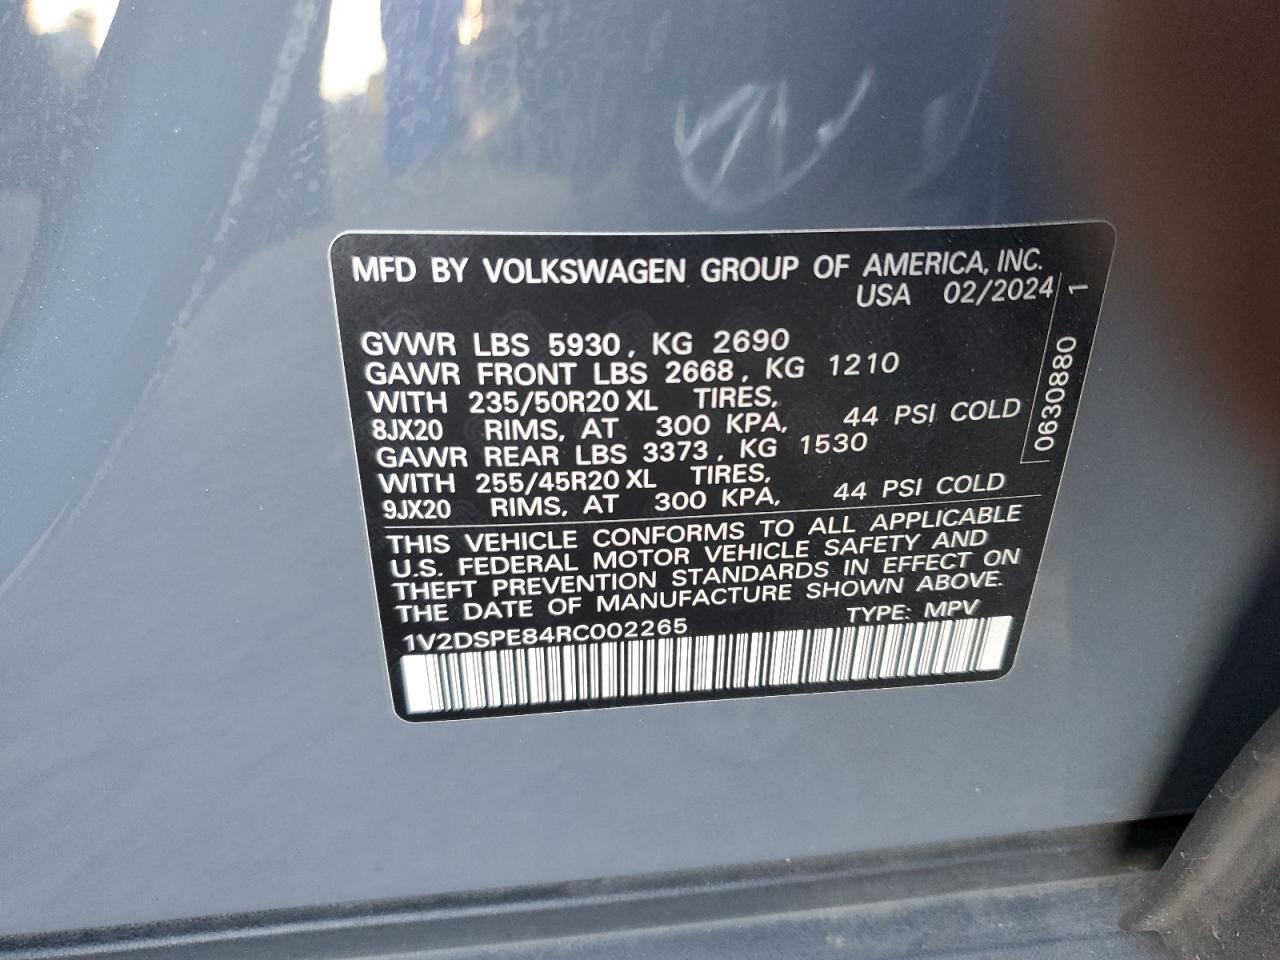 MFD BY VOLKSWAGEN GROUP OF AMERICA, INC.
USA 02/2024
GVWR LBS 5930, KG 2690
GAWR FRONT LBS 2668, KG 1210
WITH 235/50R20 XL TIRES,
8JX20 RIMS, AT 300 KPA, 44 PSI COLD
GAWR REAR LBS 3373, KG 1530
WITH 255/45R20 XL TIRES,
9JX20 RIMS, AT 300 KPA, 44 PSI COLD
THIS VEHICLE CONFORMS TO ALL APPLICABLE
U.S. FEDERAL MOTOR VEHICLE SAFETY AND
THEFT PREVENTION STANDARDS IN EFFECT ON
THE DATE OF MANUFACTURE SHOWN ABOVE.
1V2DSPE84RC002265 TYPE: MPV
0630880 1